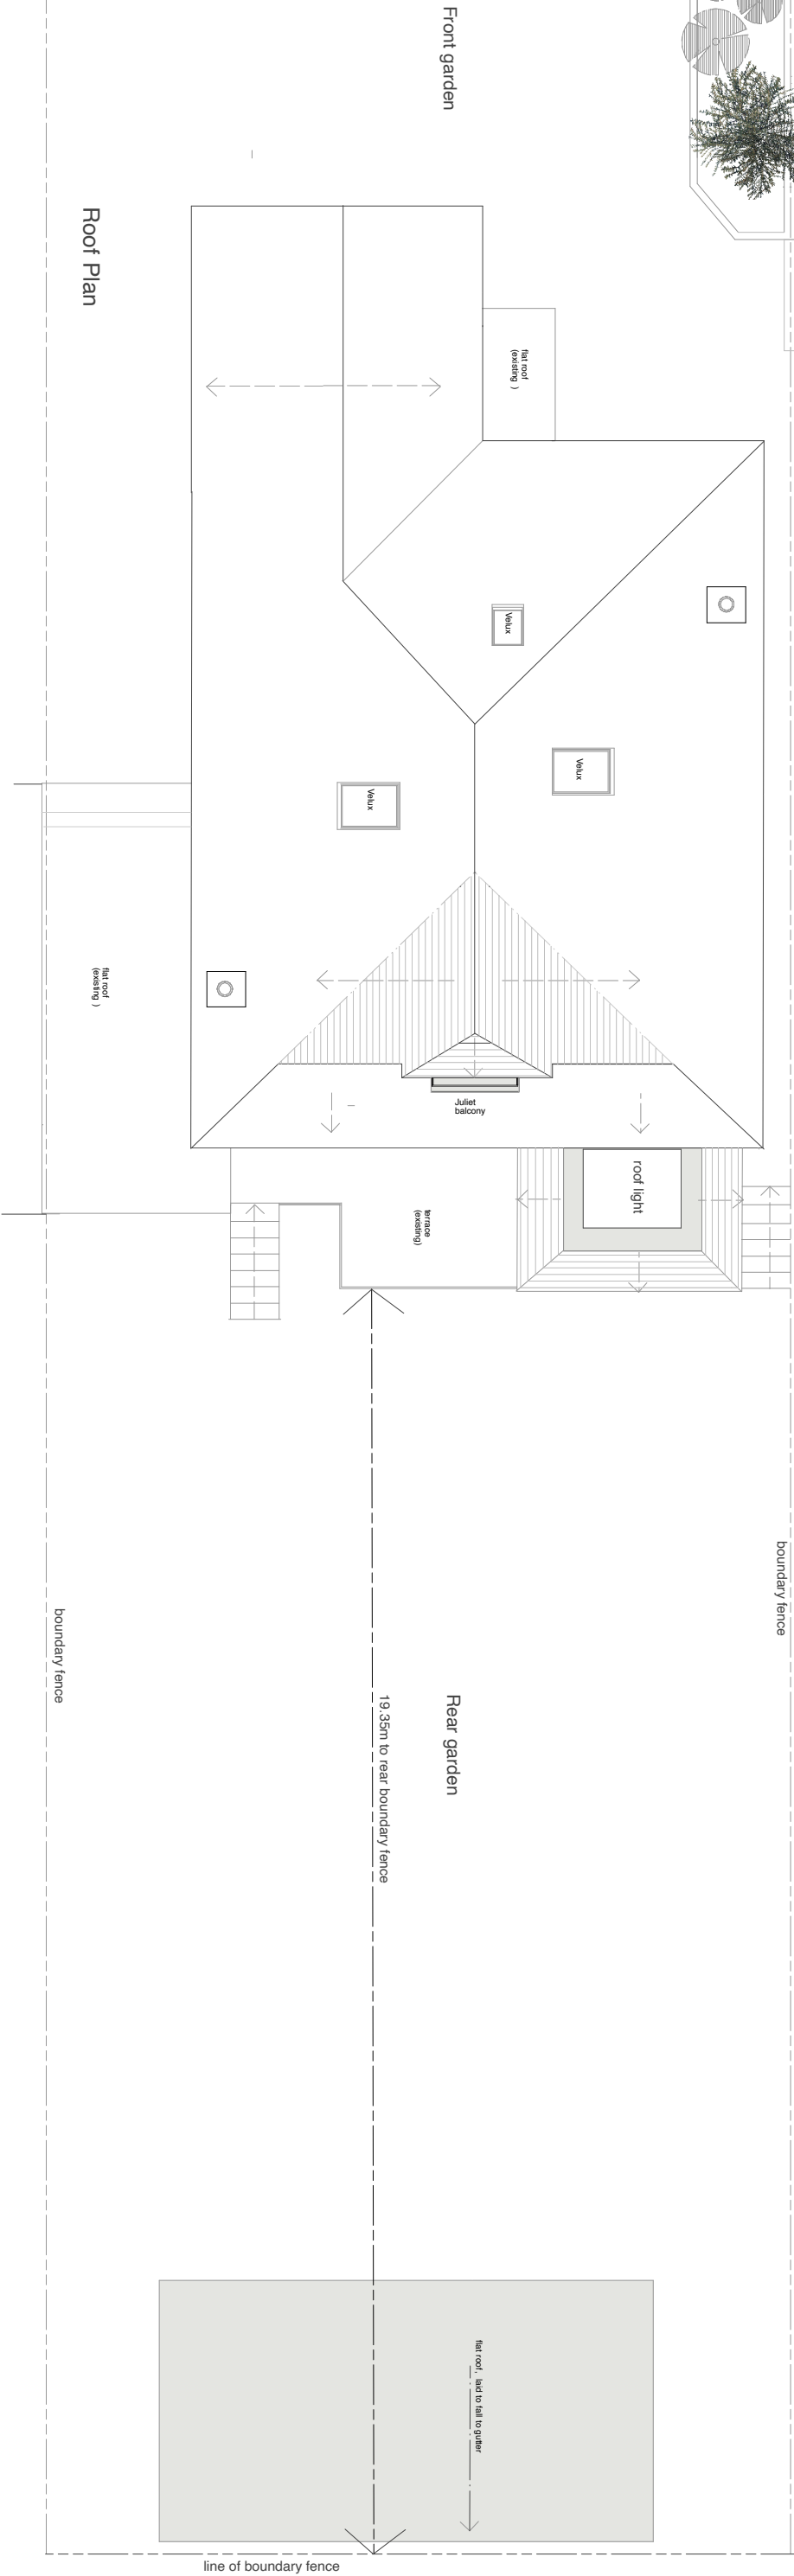 Front garden
Roof Plan
flat roof
(existing )
Velux
Velux
Velux
flat roof
(existing )
Juliet
balcony
roof light
terrace
(existing)
boundary fence
boundary fence
Rear garden
19.35m to rear boundary fence
flat roof, laid to fall to gutter
line of boundary fence